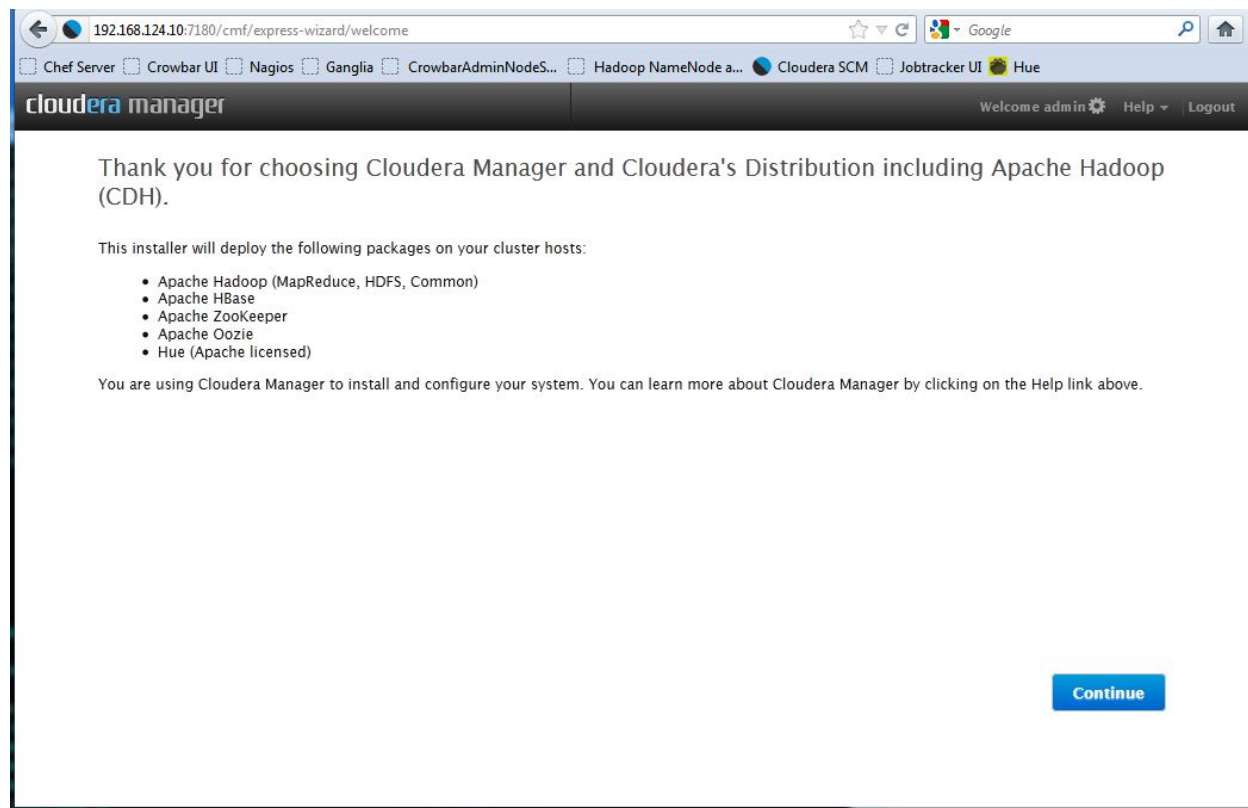 192.168.124.10:7180/cmf/express-wizard/welcome Google
Chef Server Crowbar UI Nagios Ganglia CrowbarAdminNodeS... Hadoop NameNode a... Cloudera SCM Jobtracker UI Hue
cloudera manager Welcome admin Help Logout
Thank you for choosing Cloudera Manager and Cloudera's Distribution including Apache Hadoop
(CDH).
This installer will deploy the following packages on your cluster hosts:
• Apache Hadoop (MapReduce, HDFS, Common)
• Apache HBase
• Apache ZooKeeper
• Apache Oozie
• Hue (Apache licensed)
You are using Cloudera Manager to install and configure your system. You can learn more about Cloudera Manager by clicking on the Help link above.
Continue